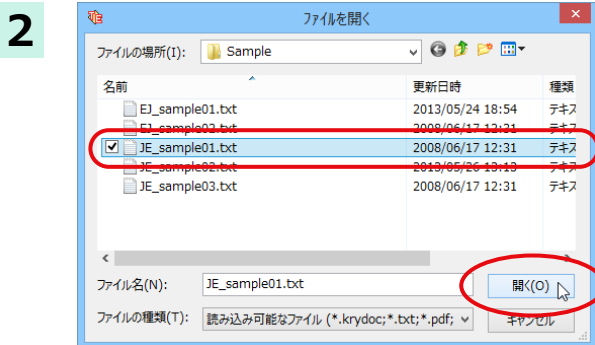 2
ファイルを開く
ファイルの場所(I): Sample
名前 更新日時 種類
EJ_sample01.txt 2013/05/24 18:54 テキス
EJ_sample02.txt 2008/06/17 12:31 テキス
JE_sample01.txt 2008/06/17 12:31 テキス
JE_sample02.txt 2013/05/26 13:13 テキス
JE_sample03.txt 2008/06/17 12:31 テキス
ファイル名(N): JE_sample01.txt 開く(O)
ファイルの種類(T): 読み込み可能なファイル (*.krydoc;*.txt;*.pdf; キャンセル